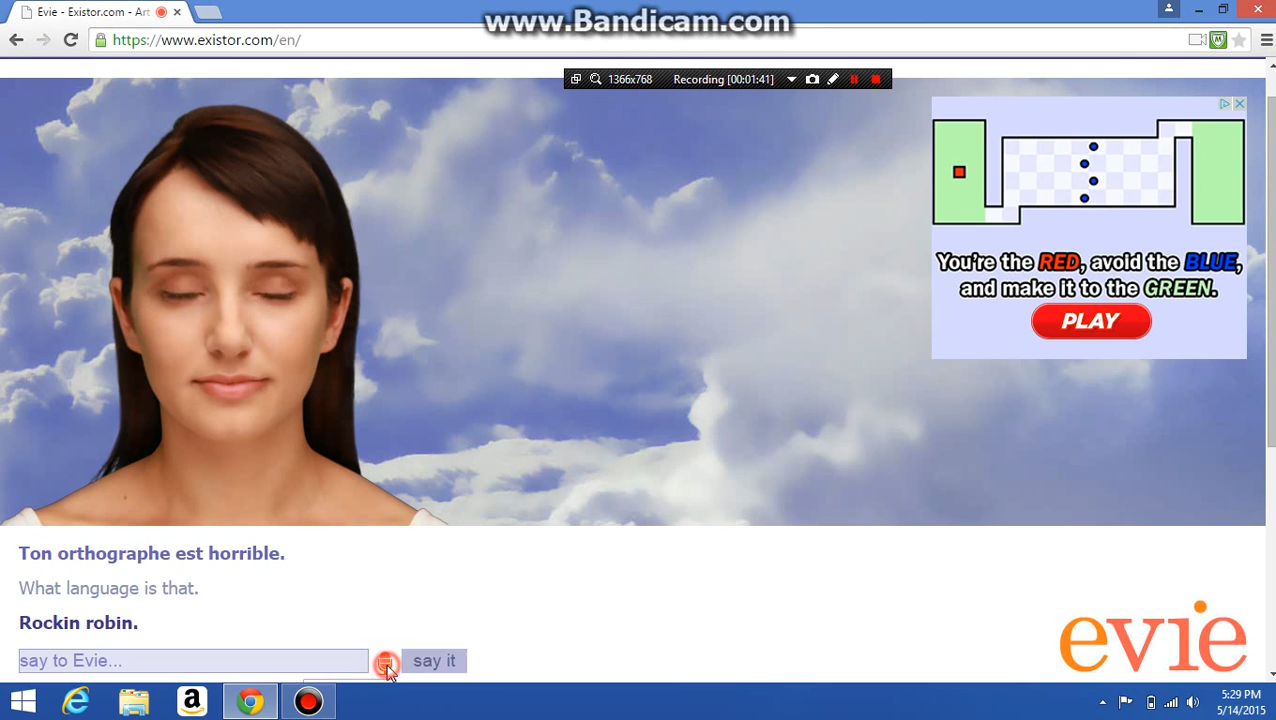 www.Bandicam.com
Evie - Existor.com - Art
https://www.existor.com/en/
1366x768
Recording [00:01:41]
You're the RED, avoid the BLUE,
and make it to the GREEN.
PLAY
Ton orthographe est horrible.
What language is that.
Rockin robin.
say to Evie...
say it
evie
5:29 PM
5/14/2015